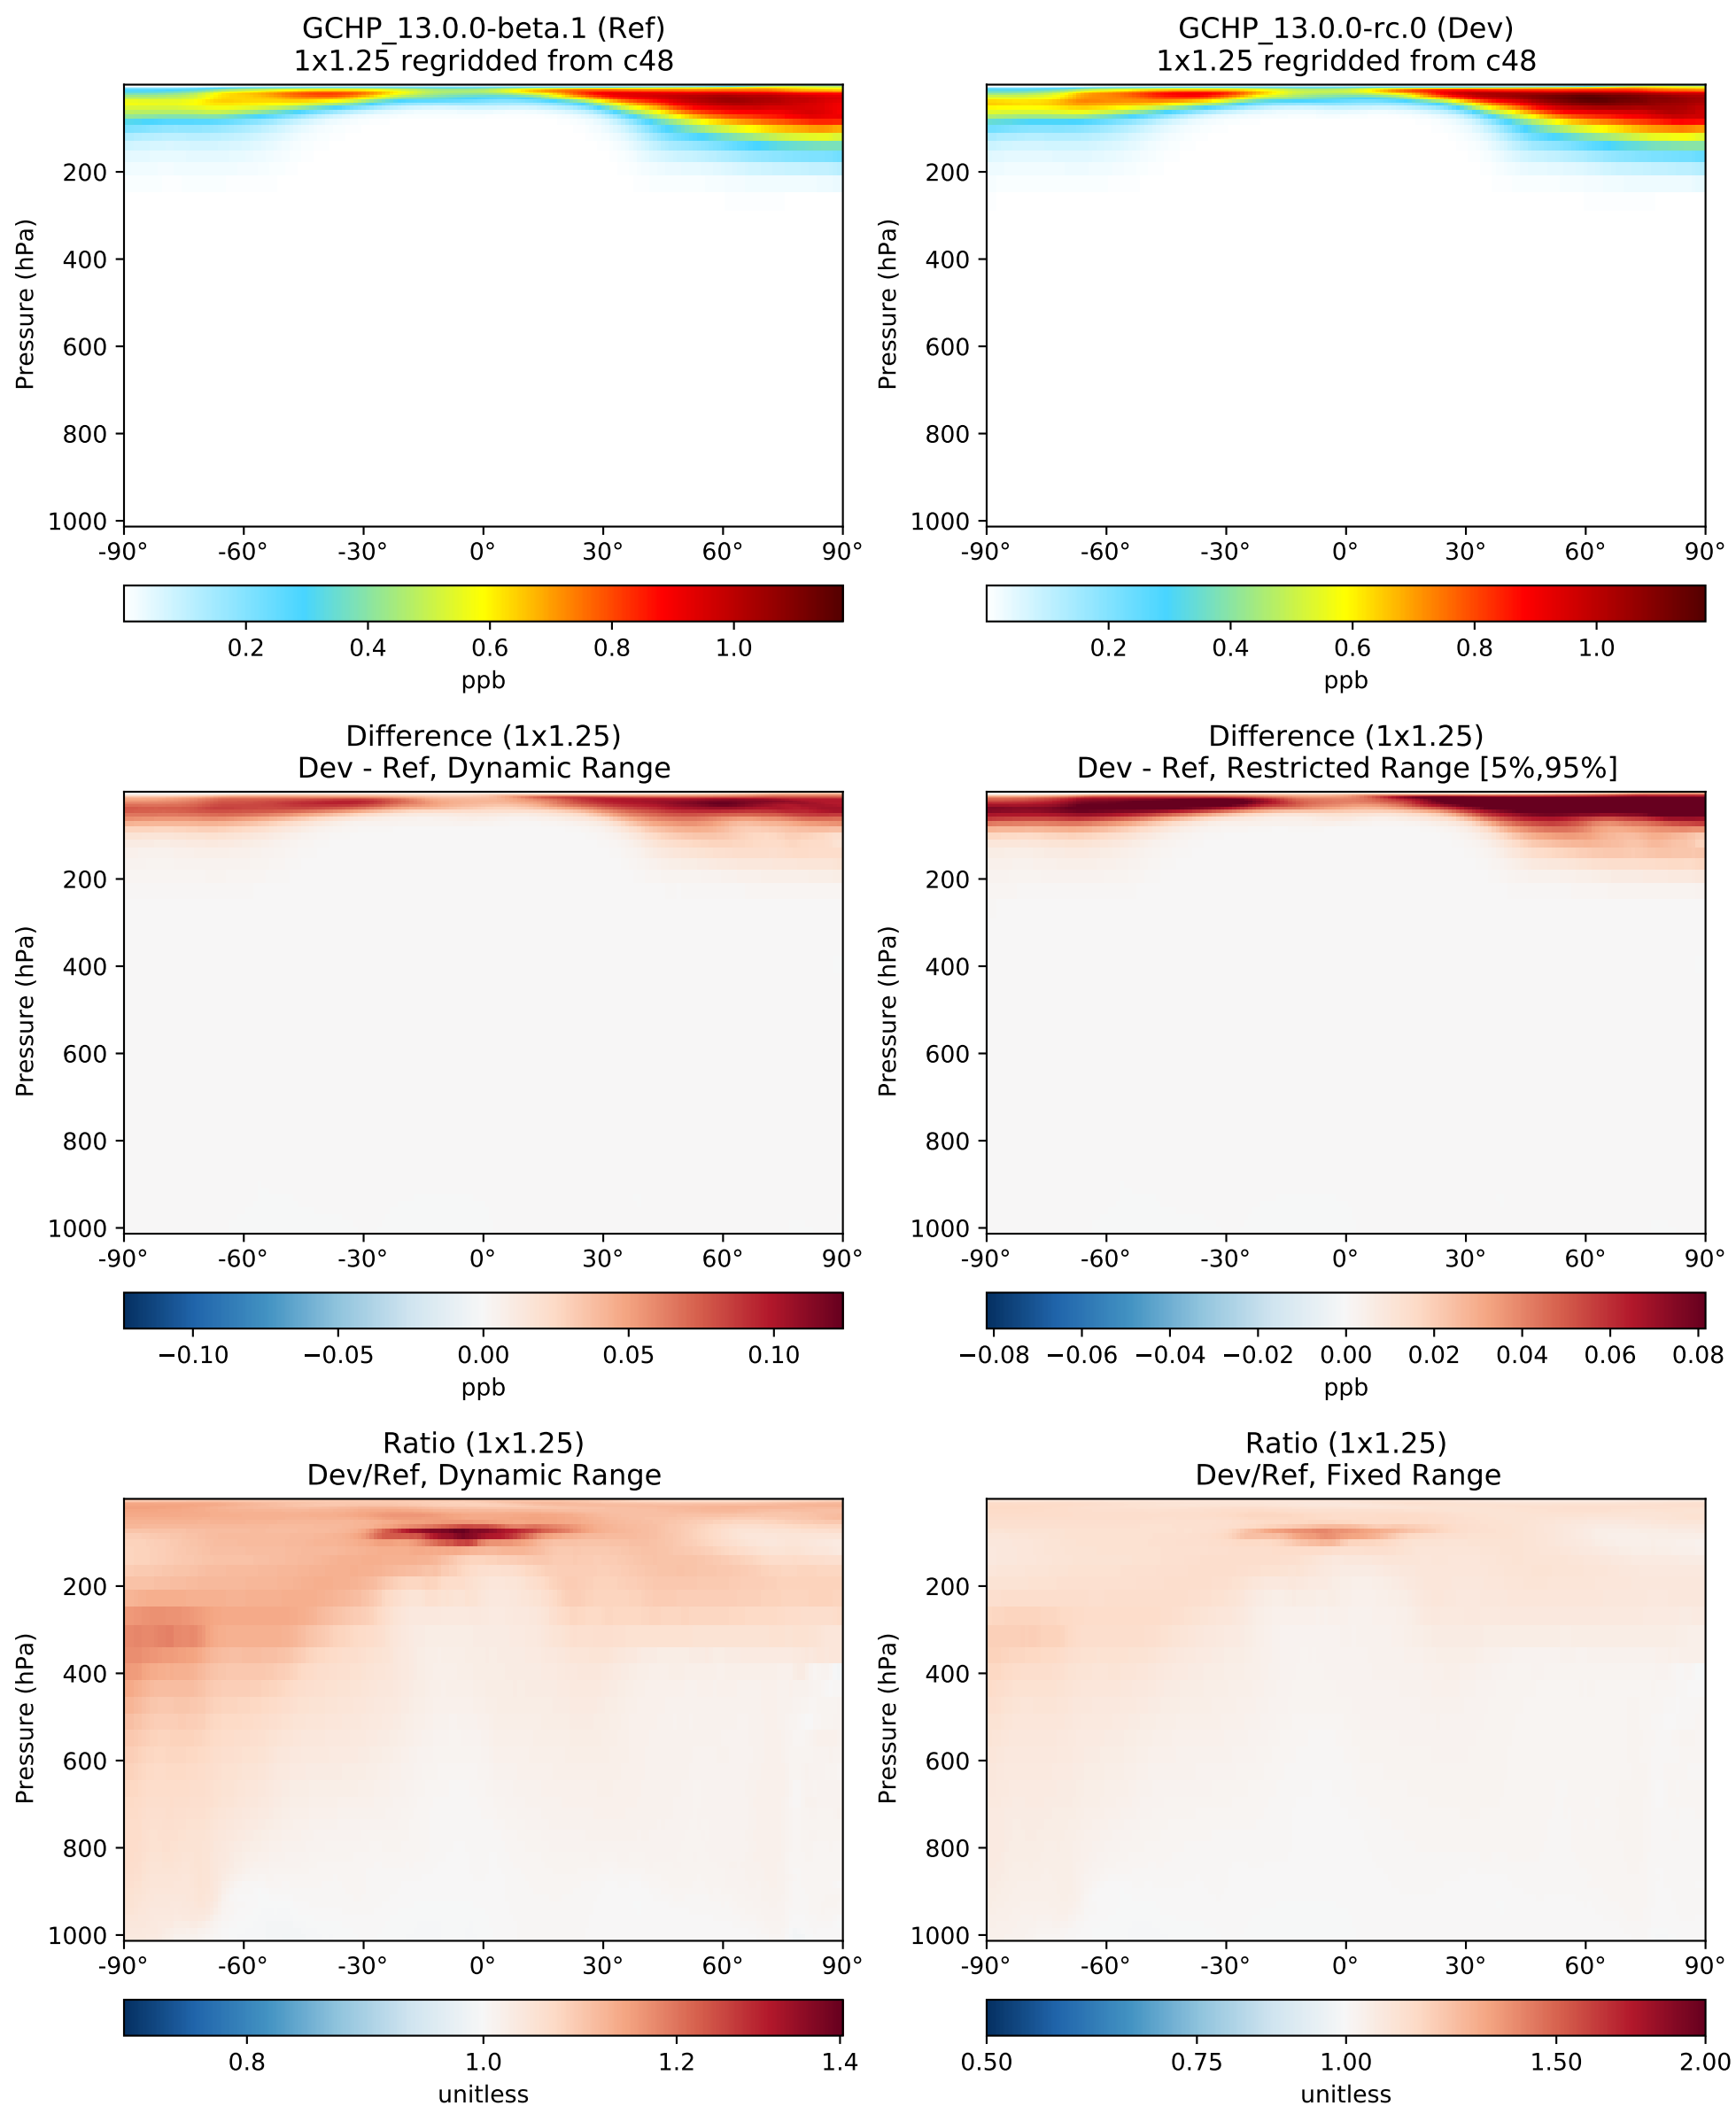 GCHP_13.0.0-beta.1 (Ref)
1x1.25 regridded from c48
Pressure (hPa)
200
400
600
800
1000
-90° -60° -30° 0° 30° 60° 90°
0.2 0.4 0.6 0.8 1.0
ppb
GCHP_13.0.0-rc.0 (Dev)
1x1.25 regridded from c48
Pressure (hPa)
200
400
600
800
1000
-90° -60° -30° 0° 30° 60° 90°
0.2 0.4 0.6 0.8 1.0
ppb
Difference (1x1.25)
Dev - Ref, Dynamic Range
Pressure (hPa)
200
400
600
800
1000
-90° -60° -30° 0° 30° 60° 90°
−0.10 −0.05 0.00 0.05 0.10
ppb
Difference (1x1.25)
Dev - Ref, Restricted Range [5%,95%]
Pressure (hPa)
200
400
600
800
1000
-90° -60° -30° 0° 30° 60° 90°
−0.08 −0.06 −0.04 −0.02 0.00 0.02 0.04 0.06 0.08
ppb
Ratio (1x1.25)
Dev/Ref, Dynamic Range
Pressure (hPa)
200
400
600
800
1000
-90° -60° -30° 0° 30° 60° 90°
0.8 1.0 1.2 1.4
unitless
Ratio (1x1.25)
Dev/Ref, Fixed Range
Pressure (hPa)
200
400
600
800
1000
-90° -60° -30° 0° 30° 60° 90°
0.50 0.75 1.00 1.50 2.00
unitless